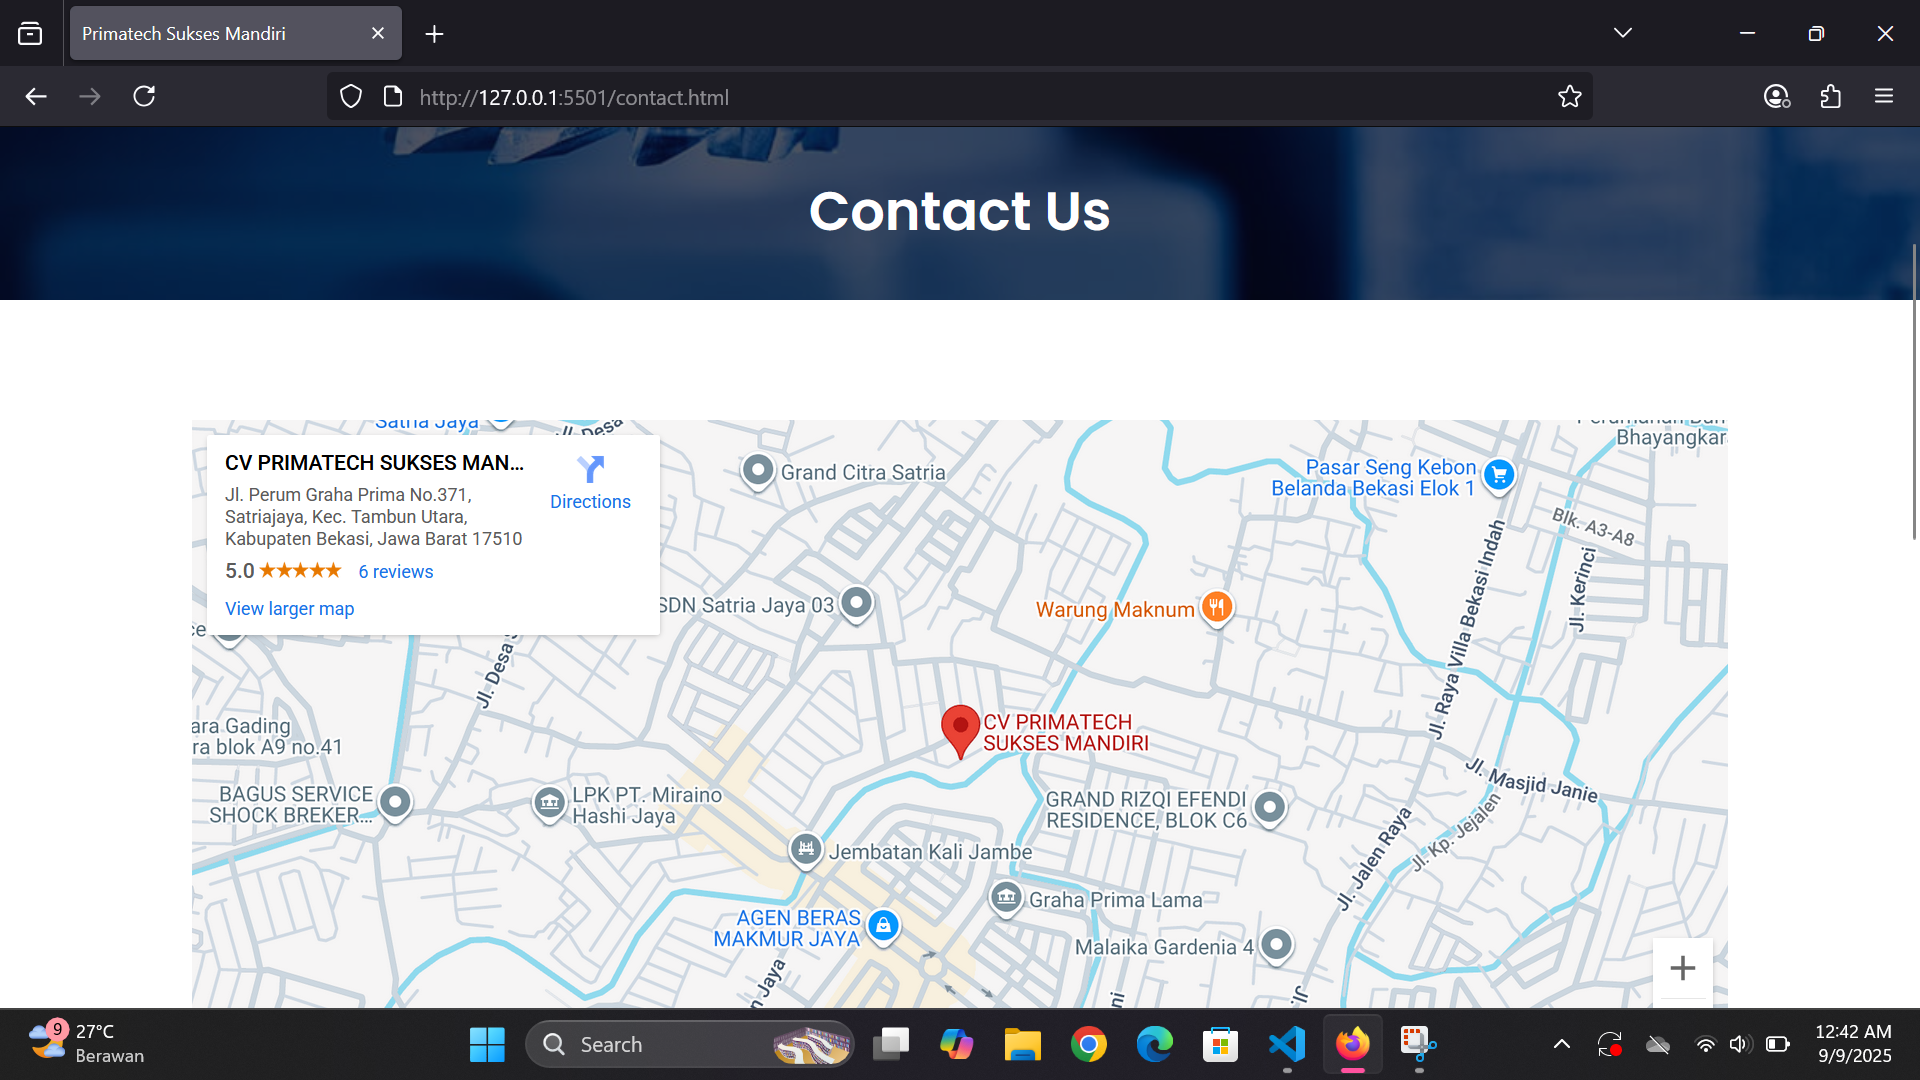 Primatech Sukses Mandiri
http://127.0.0.1:5501/contact.html
Contact Us
Satria Jaya
Jl. Desa
CV PRIMATECH SUKSES MAN...
Directions
Jl. Perum Graha Prima No.371,
Satriajaya, Kec. Tambun Utara,
Kabupaten Bekasi, Jawa Barat 17510
5.0
6 reviews
View larger map
Grand Citra Satria
Pasar Seng Kebon
Belanda Bekasi Elok 1
Bhayangkar
Blk. A3-A8
Jl. Kerinci
Jl. Raya Villa Bekasi Indah
SDN Satria Jaya 03
Warung Maknum
ce
Jl. Desa
ara Gading
ra blok A9 no.41
CV PRIMATECH
SUKSES MANDIRI
Jl. Masjid Janie
BAGUS SERVICE
SHOCK BREKER...
LPK PT. Miraino
Hashi Jaya
GRAND RIZQI EFENDI
RESIDENCE, BLOK C6
Jl. Kp. Jejalen
Jl. Jalen Raya
Jembatan Kali Jambe
Graha Prima Lama
AGEN BERAS
MAKMUR JAYA
Malaika Gardenia 4
n Jaya
ni
Jl.
9
27°C
Berawan
Search
12:42 AM
9/9/2025